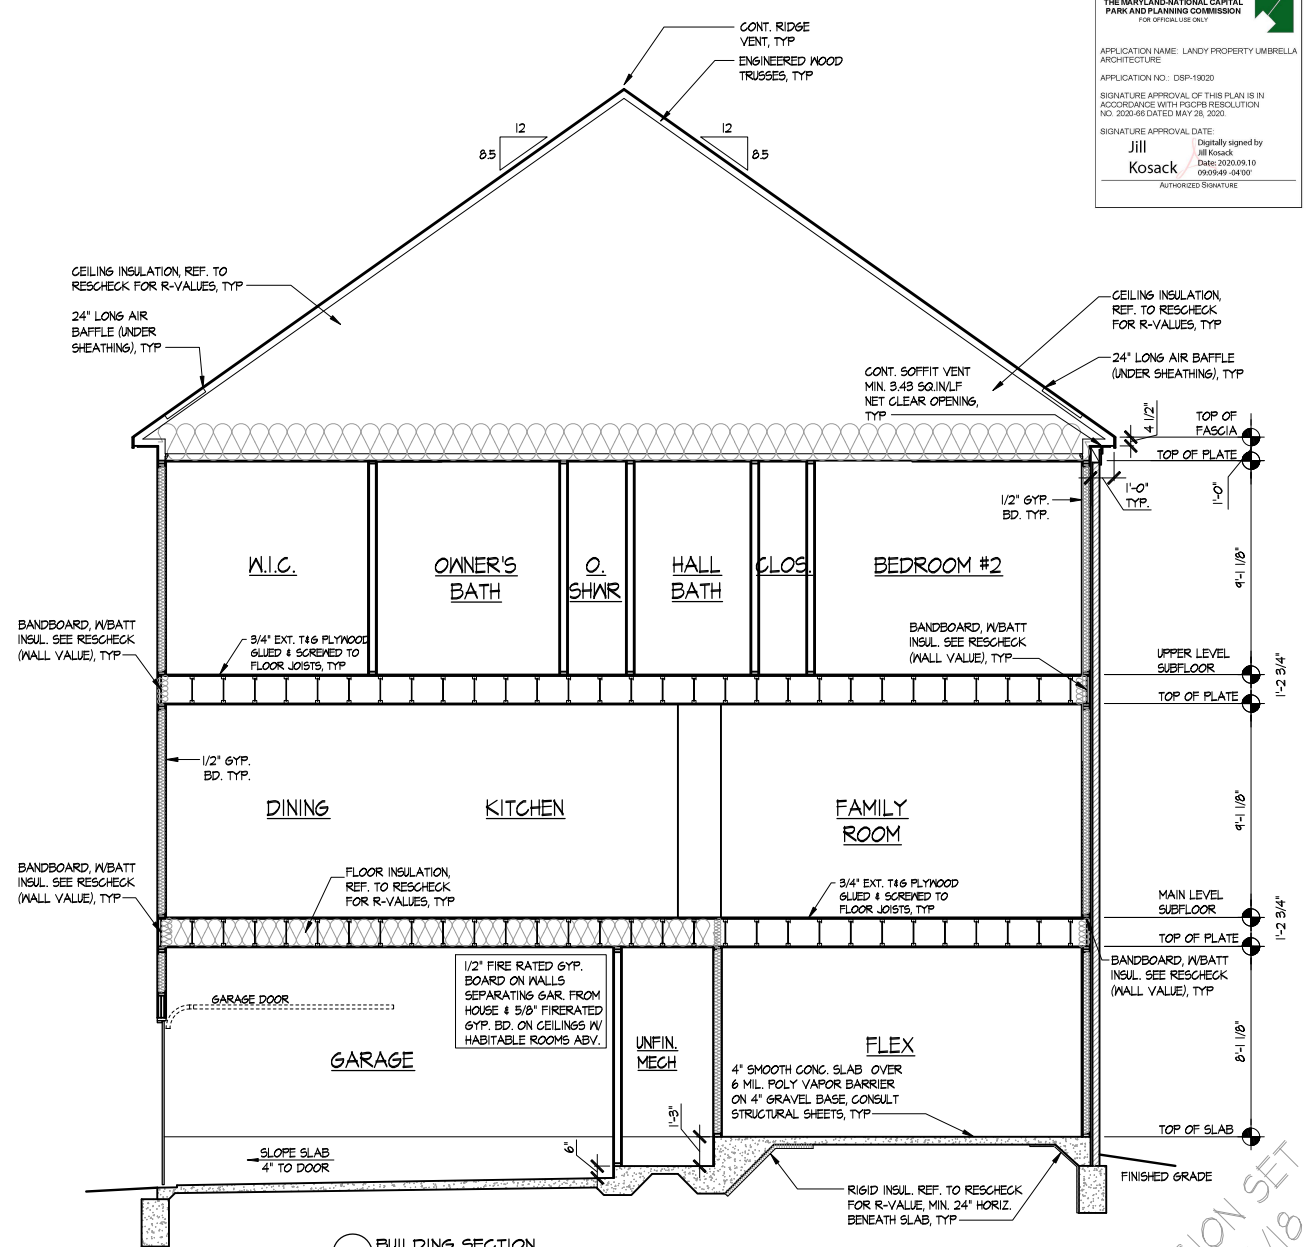 THE MARYLAND-NATIONAL CAPITAL
PARK AND PLANNING COMMISSION
FOR OFFICIAL USE ONLY
APPLICATION NAME: LANDY PROPERTY UMBRELLA
ARCHITECTURE
APPLICATION NO.: DSP-19020
SIGNATURE APPROVAL OF THIS PLAN IS IN
ACCORDANCE WITH PGCPB RESOLUTION
NO. 2020-66 DATED MAY 28, 2020.
SIGNATURE APPROVAL DATE:
Jill
Kosack
Digitally signed by
Jill Kosack
Date: 2020.09.10
09:09:49 -04'00'
AUTHORIZED SIGNATURE
CONT. RIDGE
VENT, TYP
ENGINEERED WOOD
TRUSSES, TYP
12
8.5
12
8.5
CEILING INSULATION, REF. TO
RESCHECK FOR R-VALUES, TYP
24" LONG AIR
BAFFLE (UNDER
SHEATHING), TYP
CEILING INSULATION,
REF. TO RESCHECK
FOR R-VALUES, TYP
24" LONG AIR BAFFLE
(UNDER SHEATHING), TYP
CONT. SOFFIT VENT
MIN. 3.43 SQ.IN/LF
NET CLEAR OPENING,
TYP
4 1/2"
TOP OF
FASCIA
TOP OF PLATE
1'-0"
TYP.
1'-0"
1/2" GYP.
BD. TYP.
W.I.C.
OWNER'S
BATH
O.
SHWR
HALL
BATH
CLOS.
BEDROOM #2
9'-1 1/8"
BANDBOARD, W/BATT
INSUL. SEE RESCHECK
(WALL VALUE), TYP
3/4" EXT. T&G PLYWOOD
GLUED & SCREWED TO
FLOOR JOISTS, TYP
BANDBOARD, W/BATT
INSUL. SEE RESCHECK
(WALL VALUE), TYP
UPPER LEVEL
SUBFLOOR
1'-2 3/4"
TOP OF PLATE
1/2" GYP.
BD. TYP.
DINING
KITCHEN
FAMILY
ROOM
9'-1 1/8"
BANDBOARD, W/BATT
INSUL. SEE RESCHECK
(WALL VALUE), TYP
FLOOR INSULATION,
REF. TO RESCHECK
FOR R-VALUES, TYP
3/4" EXT. T&G PLYWOOD
GLUED & SCREWED TO
FLOOR JOISTS, TYP
MAIN LEVEL
SUBFLOOR
1'-2 3/4"
TOP OF PLATE
BANDBOARD, W/BATT
INSUL. SEE RESCHECK
(WALL VALUE), TYP
1/2" FIRE RATED GYP.
BOARD ON WALLS
SEPARATING GAR. FROM
HOUSE & 5/8" FIRERATED
GYP. BD. ON CEILINGS W/
HABITABLE ROOMS ABV.
GARAGE DOOR
GARAGE
UNFIN.
MECH
FLEX
8'-1 1/8"
4" SMOOTH CONC. SLAB OVER
6 MIL. POLY VAPOR BARRIER
ON 4" GRAVEL BASE, CONSULT
STRUCTURAL SHEETS, TYP
1'-3"
6"
TOP OF SLAB
SLOPE SLAB
4" TO DOOR
FINISHED GRADE
RIGID INSUL. REF. TO RESCHECK
FOR R-VALUE, MIN. 24" HORIZ.
BENEATH SLAB, TYP
BUILDING SECTION
SET